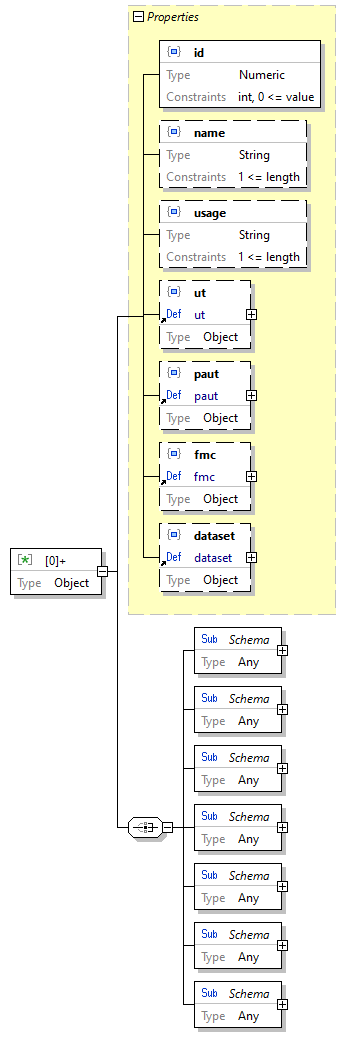 Properties
id
Type Numeric
Constraints int, 0 <= value
name
Type String
Constraints 1 <= length
usage
Type String
Constraints 1 <= length
ut
Def ut
Type Object
paut
Def paut
Type Object
fmc
Def fmc
Type Object
dataset
Def dataset
Type Object
[0]+
Type Object
Sub Schema
Type Any
Sub Schema
Type Any
Sub Schema
Type Any
Sub Schema
Type Any
Sub Schema
Type Any
Sub Schema
Type Any
Sub Schema
Type Any